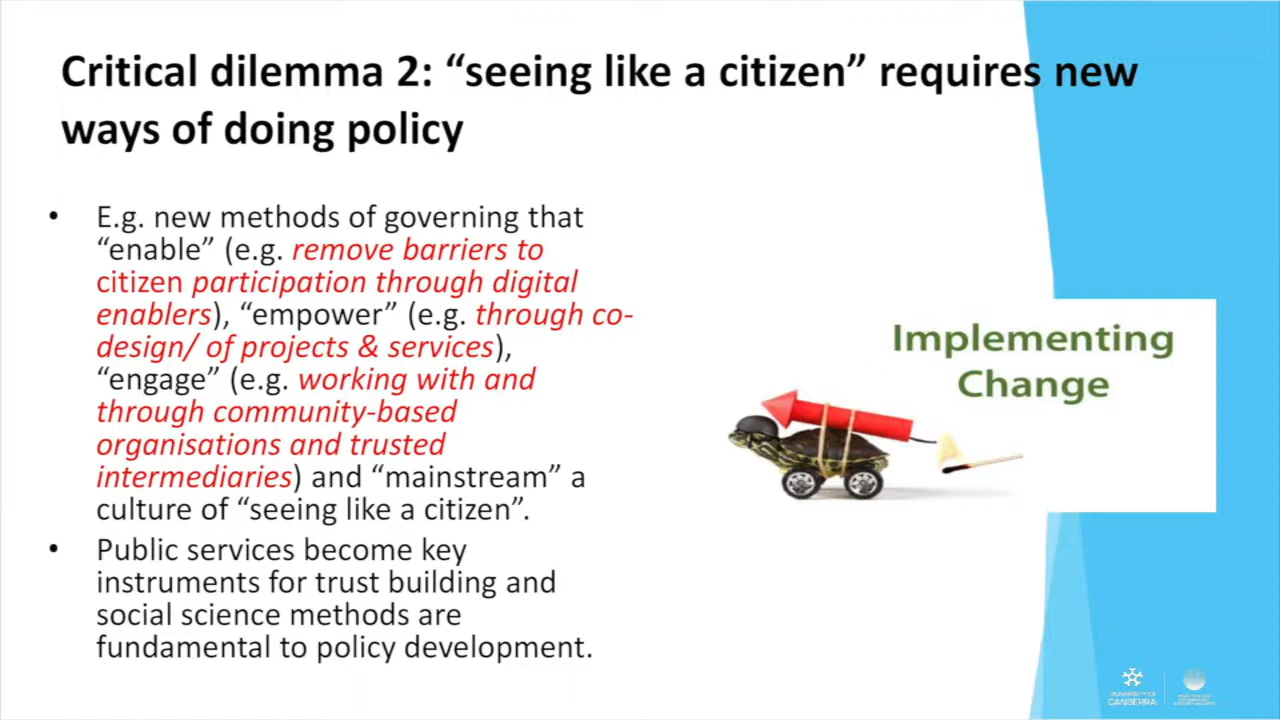 Critical dilemma 2: “seeing like a citizen” requires new
ways of doing policy
• E.g. new methods of governing that
“enable” (e.g. remove barriers to
citizen participation through digital
enablers), “empower” (e.g. through co-
design/ of projects & services),
“engage” (e.g. working with and
through community-based
organisations and trusted
intermediaries) and “mainstream” a
culture of “seeing like a citizen”.
• Public services become key
instruments for trust building and
social science methods are
fundamental to policy development.
Implementing
Change
UNIVERSITY OF
CANBERRA